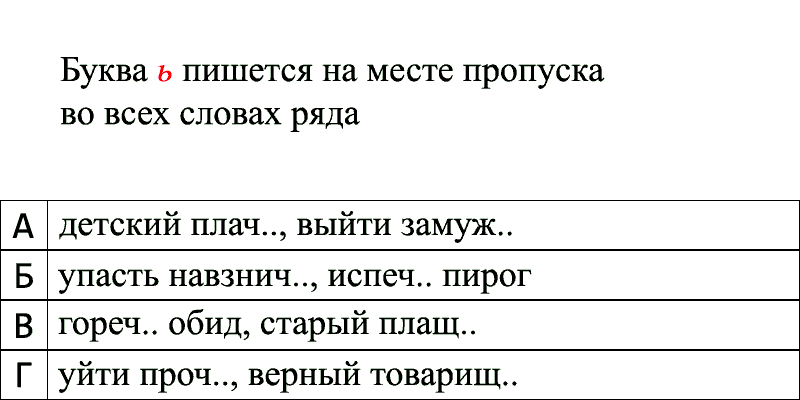 Буква ь пишется на месте пропуска
во всех словах ряда
А детский плач.., выйти замуж..
Б упасть навзнич.., испеч.. пирог
В гореч.. обид, старый плащ..
Г уйти проч.., верный товарищ..